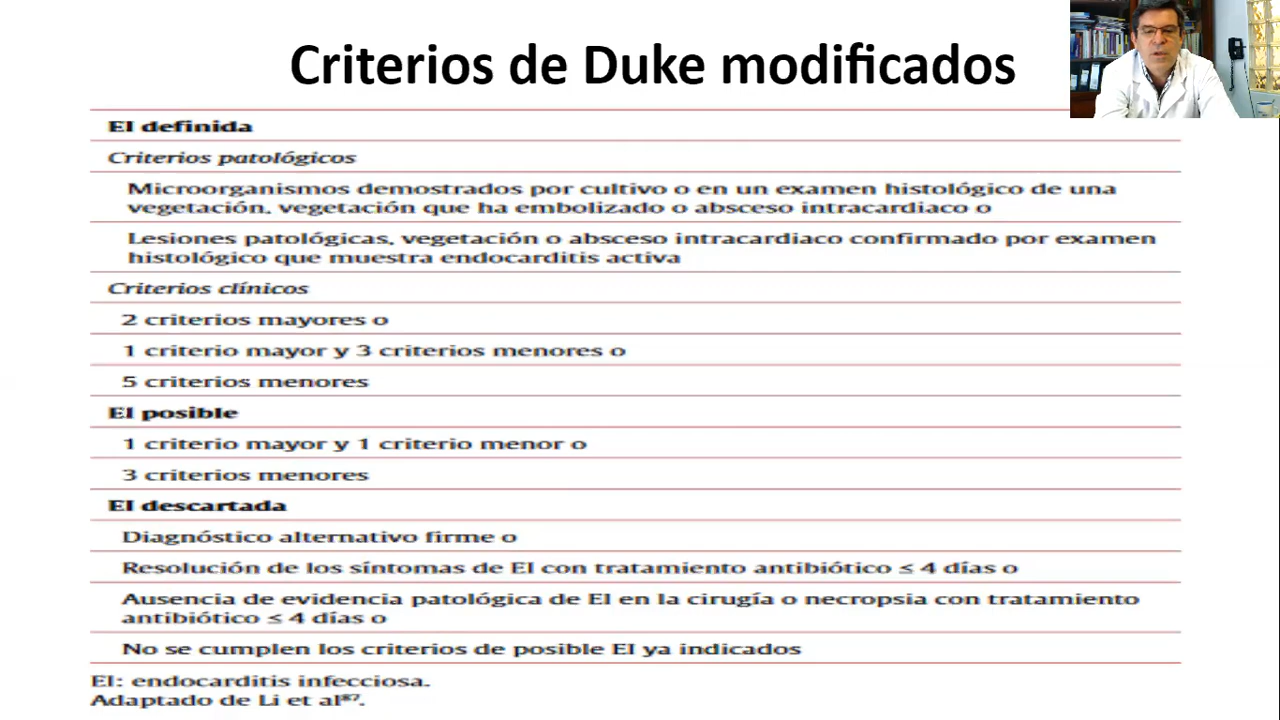 Criterios de Duke modificados
EI definida
Criterios patológicos
Microorganismos demostrados por cultivo o en un examen histológico de una
vegetación, vegetación que ha embolizado o absceso intracardiaco o
Lesiones patológicas, vegetación o absceso intracardiaco confirmado por examen
histológico que muestra endocarditis activa
Criterios clínicos
2 criterios mayores o
1 criterio mayor y 3 criterios menores o
5 criterios menores
EI posible
1 criterio mayor y 1 criterio menor o
3 criterios menores
EI descartada
Diagnóstico alternativo firme o
Resolución de los síntomas de EI con tratamiento antibiótico ≤ 4 días o
Ausencia de evidencia patológica de EI en la cirugía o necropsia con tratamiento
antibiótico ≤ 4 días o
No se cumplen los criterios de posible EI ya indicados
EI: endocarditis infecciosa.
Adaptado de Li et al⁸⁷.